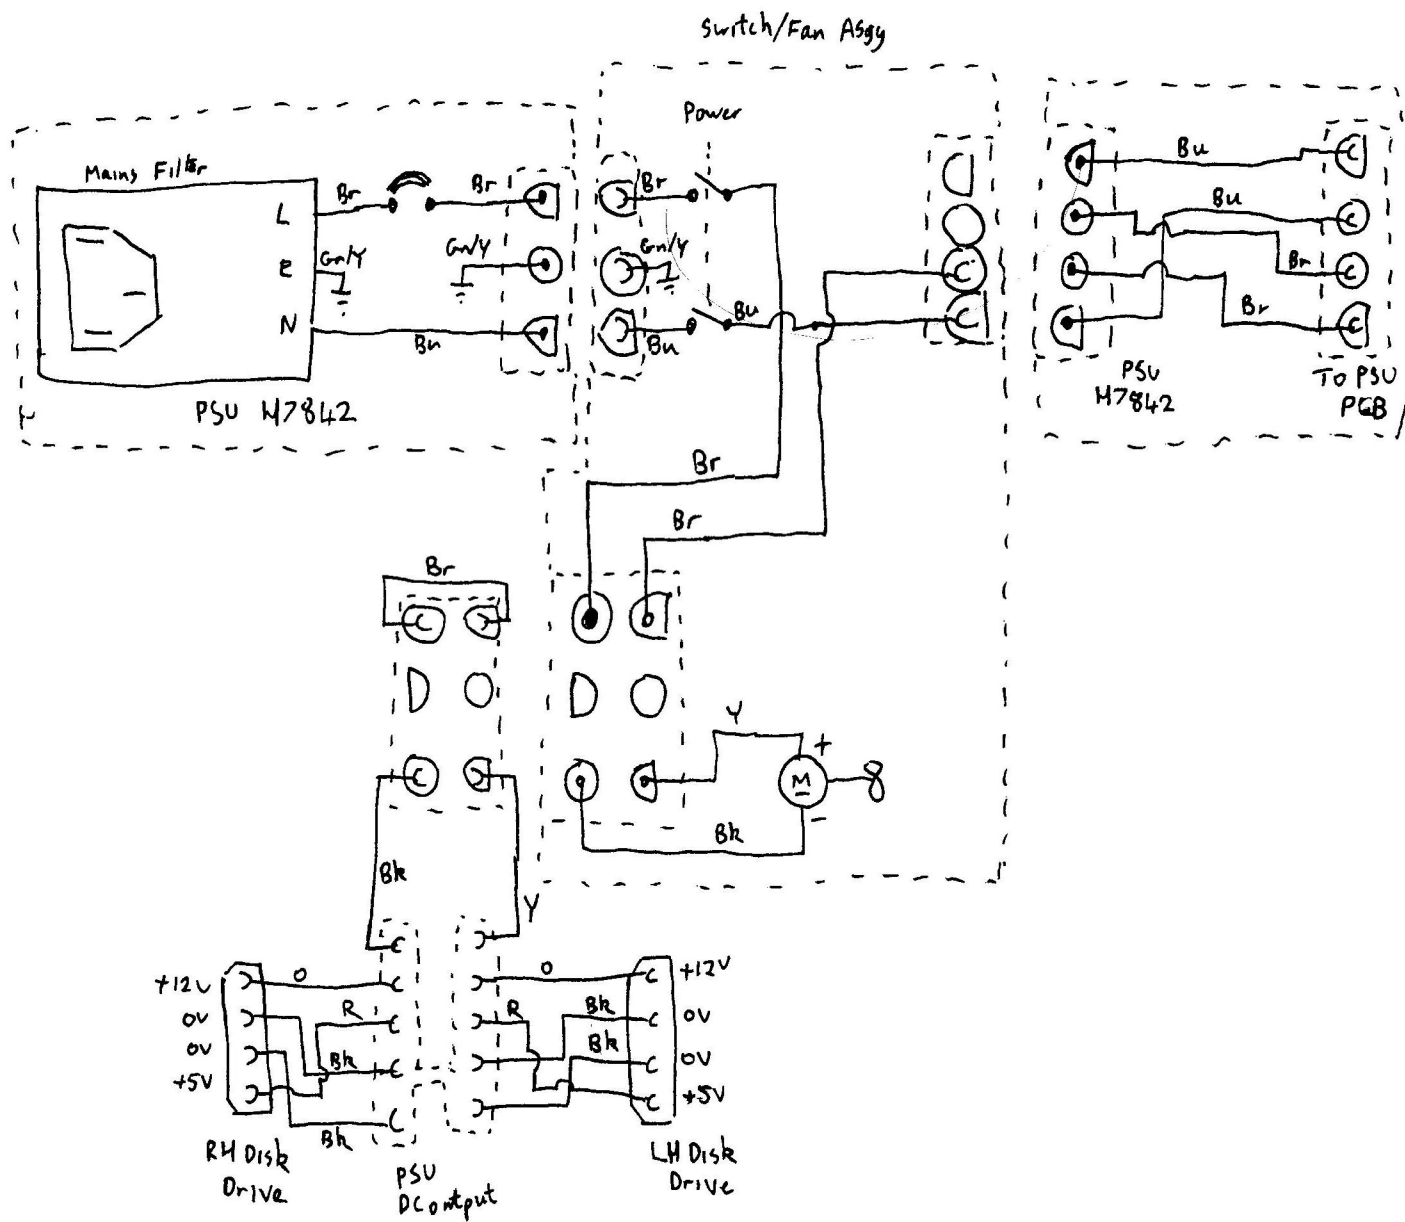 Switch/Fan Assy
Power
Mains Filter
L
E
N
Br
Br
Gn/Y
Gn/Y
Bu
PSU M7842
Br
Gn/Y
Bu
Bu
Bu
Bu
Br
Br
PSU
M7842
To PSU
PCB
Br
Br
Br
Y
+
M
-
Bk
Bk
Y
+12V
0V
0V
+5V
O
R
Bk
Bk
O
R
Bk
Bk
+12V
0V
0V
+5V
RH Disk
Drive
PSU
DC output
LH Disk
Drive